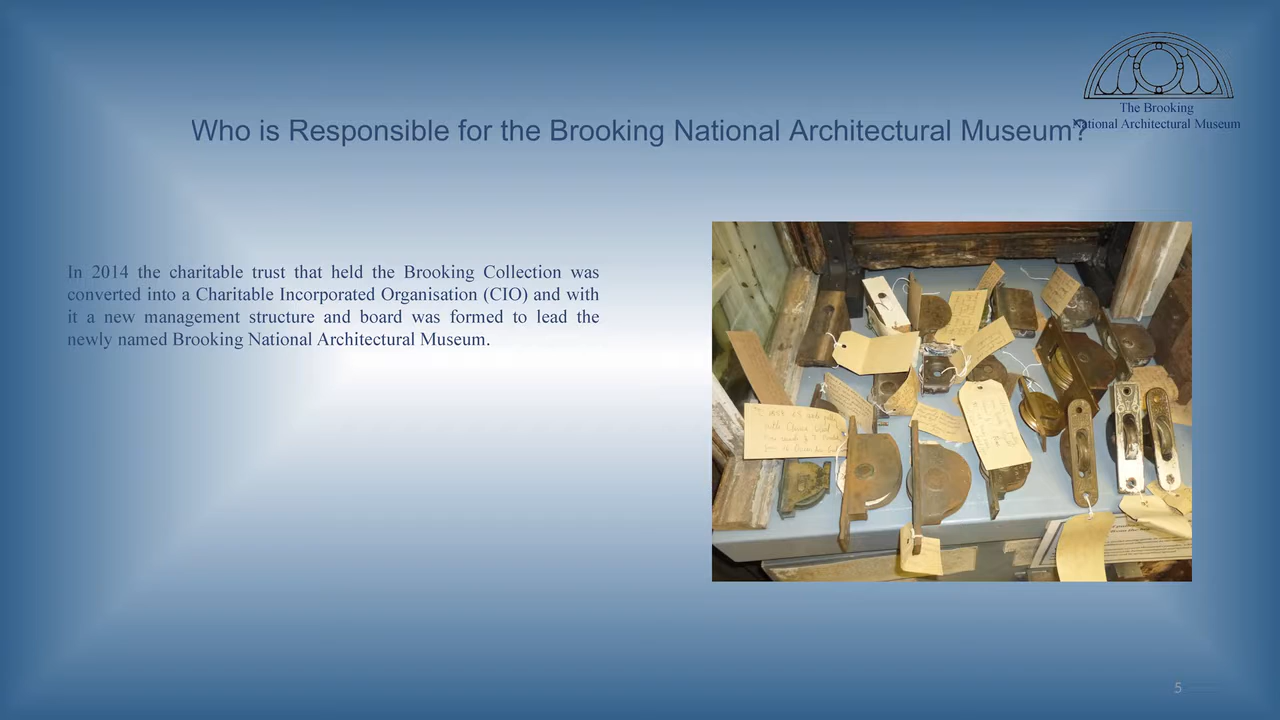 The Brooking
National Architectural Museum
Who is Responsible for the Brooking National Architectural Museum?
In 2014 the charitable trust that held the Brooking Collection was
converted into a Charitable Incorporated Organisation (CIO) and with
it a new management structure and board was formed to lead the
newly named Brooking National Architectural Museum.
5